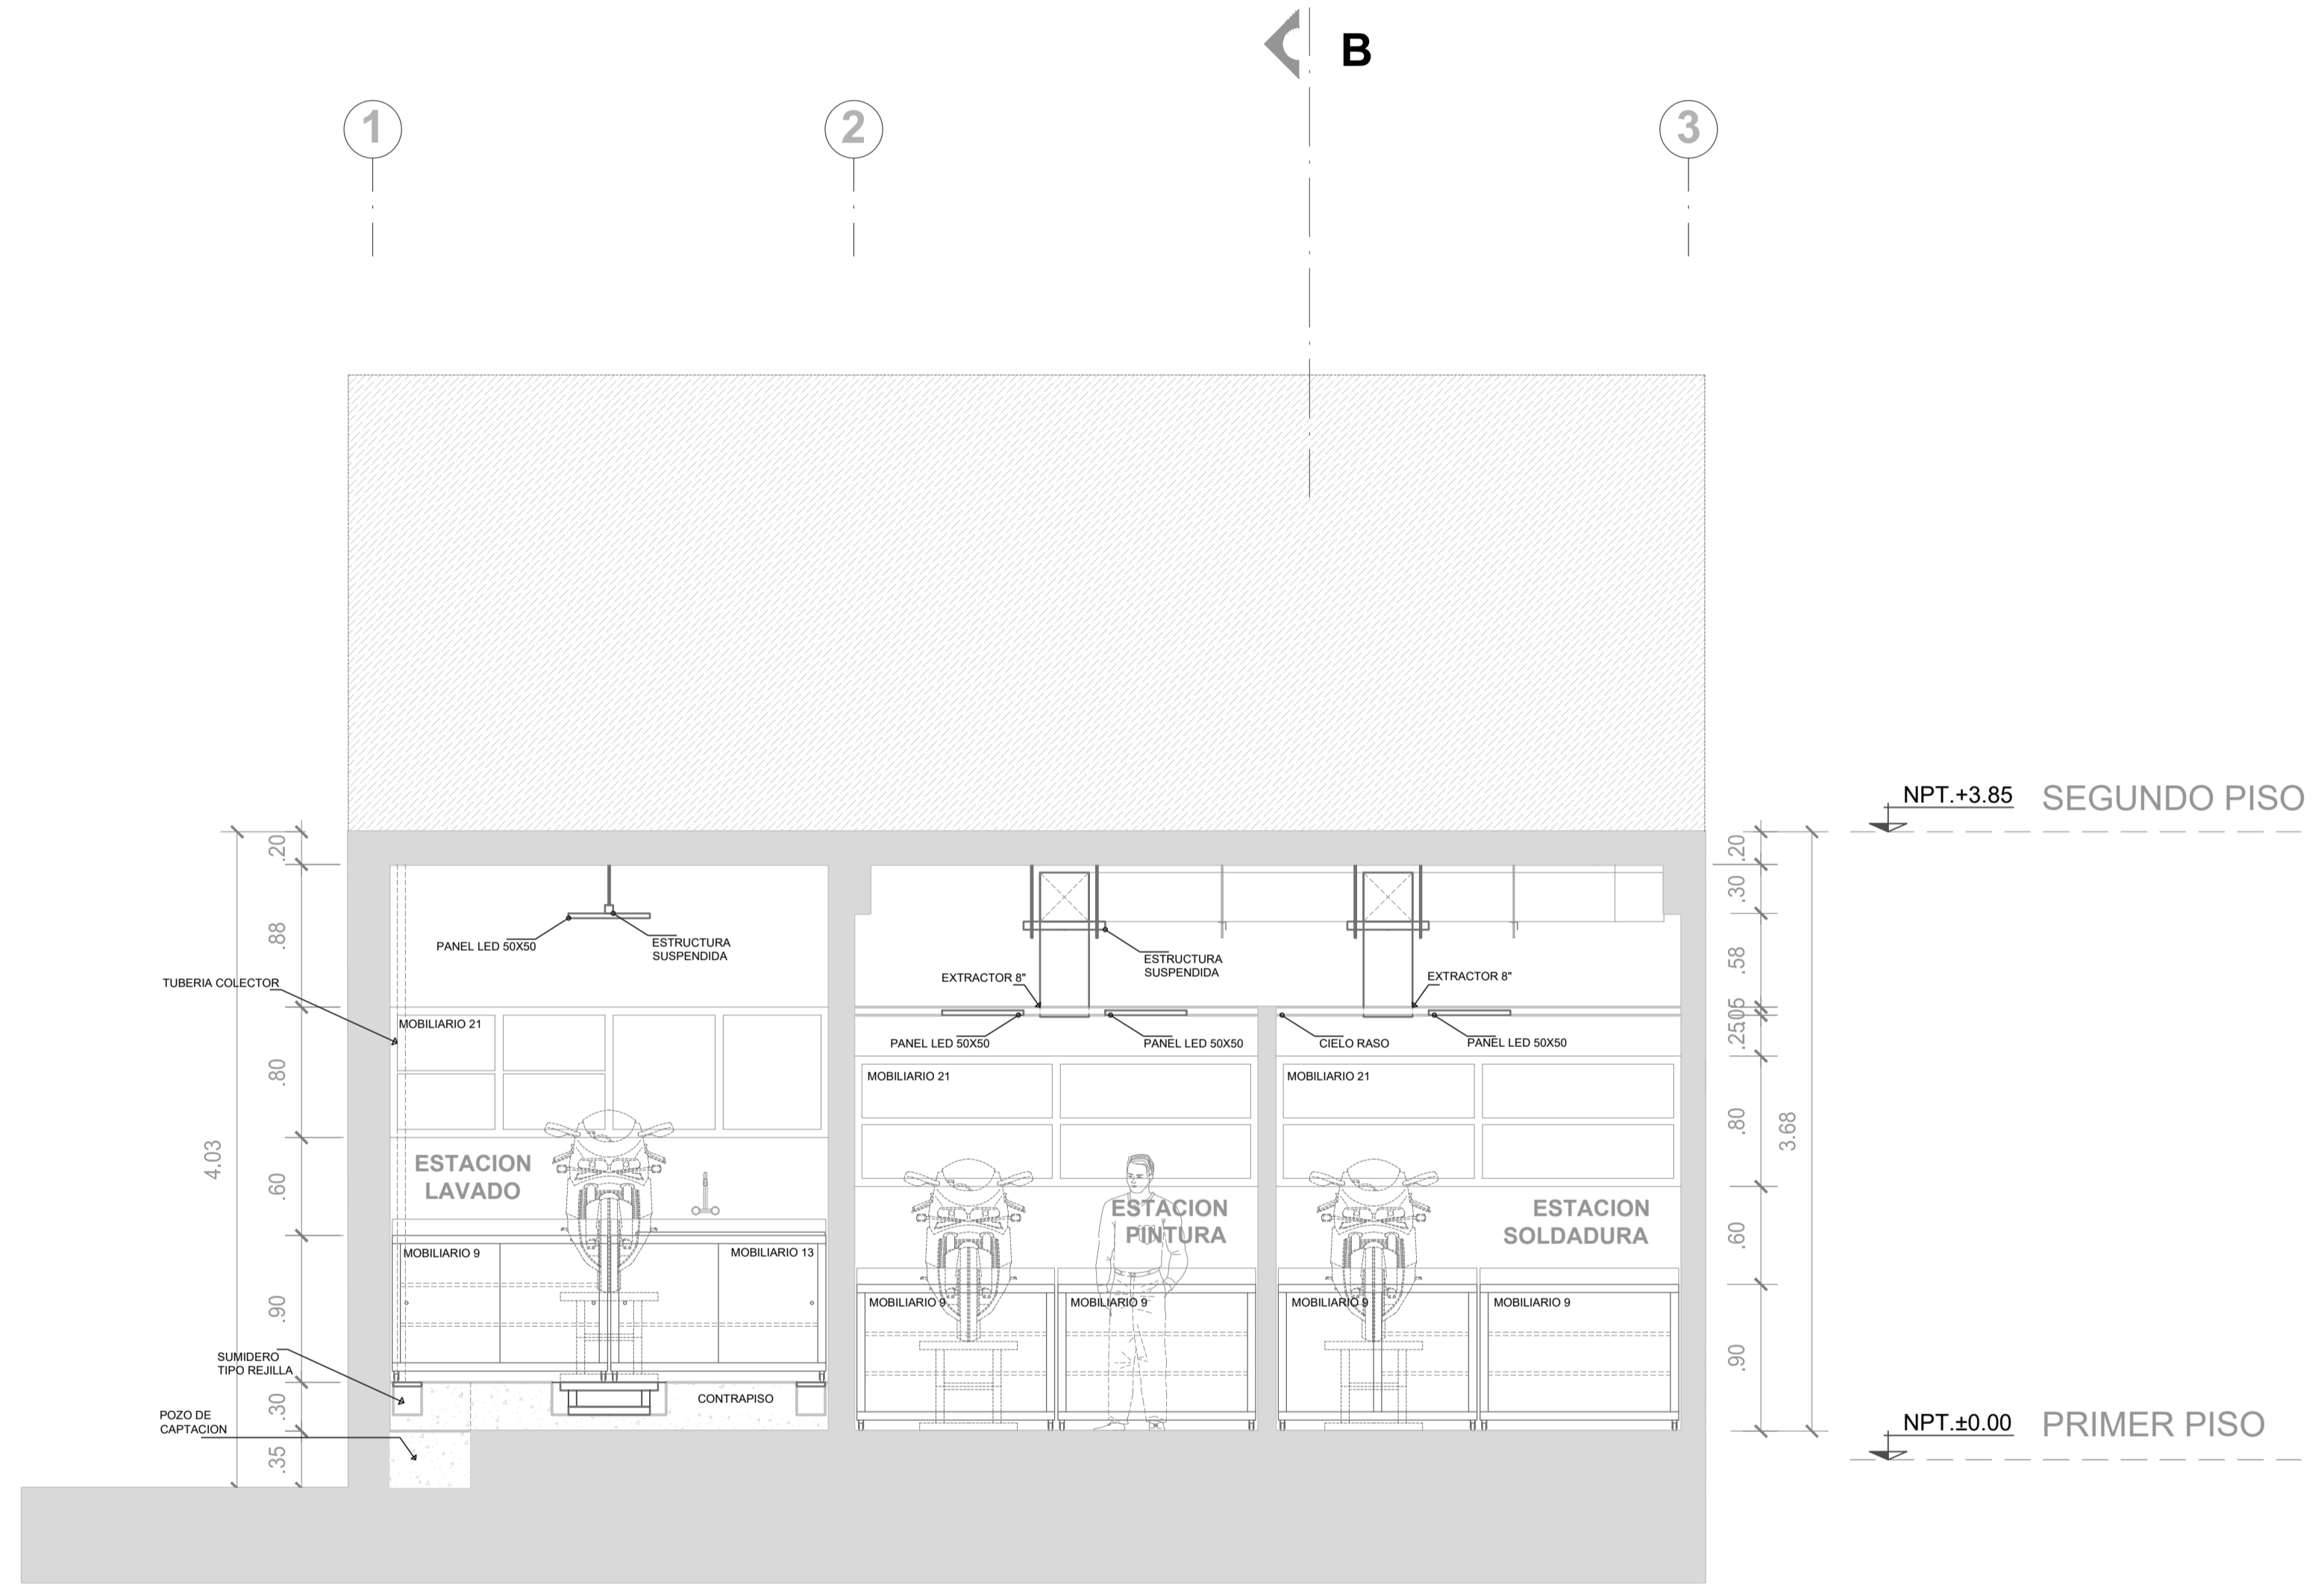 B
1
2
3
NPT.+3.85 SEGUNDO PISO
.20
.88
.80
.60
.90
.30
.35
4.03
.20
.30
.58
.05
.25
.80
.60
.90
3.68
PANEL LED 50X50
ESTRUCTURA
SUSPENDIDA
TUBERIA COLECTOR
MOBILIARIO 21
ESTACION
LAVADO
MOBILIARIO 9
MOBILIARIO 13
SUMIDERO
TIPO REJILLA
CONTRAPISO
POZO DE
CAPTACION
ESTRUCTURA
SUSPENDIDA
EXTRACTOR 8"
PANEL LED 50X50
PANEL LED 50X50
MOBILIARIO 21
ESTACION
PINTURA
MOBILIARIO 9
MOBILIARIO 9
EXTRACTOR 8"
CIELO RASO
PANEL LED 50X50
MOBILIARIO 21
ESTACION
SOLDADURA
MOBILIARIO 9
MOBILIARIO 9
NPT.±0.00 PRIMER PISO